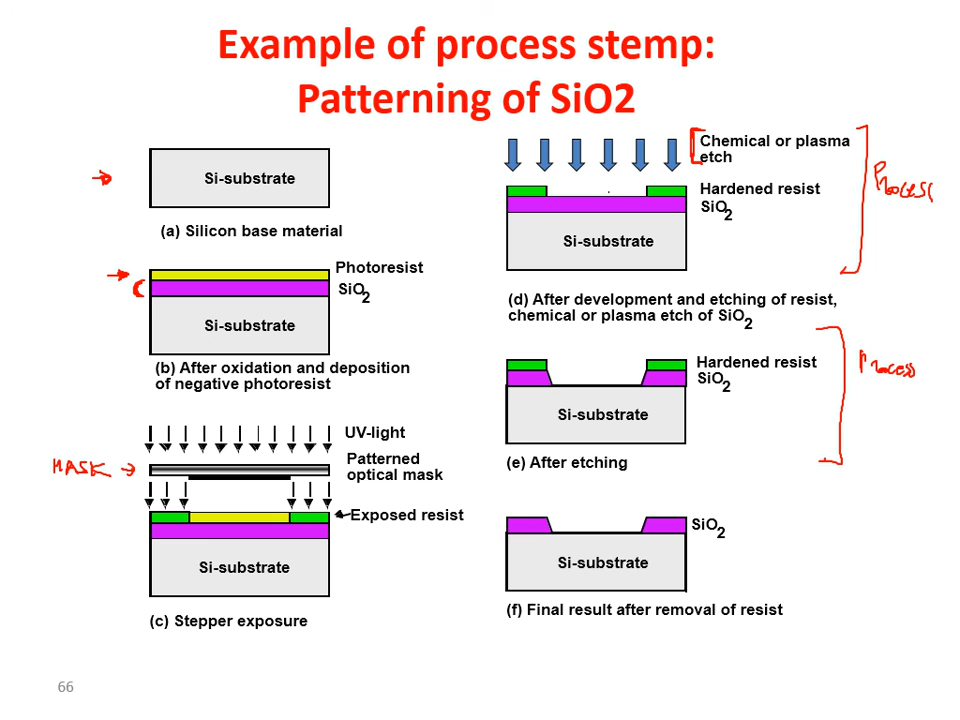 Example of process stemp:
Patterning of SiO2
Si-substrate
(a) Silicon base material
Photoresist
SiO2
Si-substrate
(b) After oxidation and deposition
of negative photoresist
UV-light
MASK
Patterned
optical mask
Exposed resist
Si-substrate
(c) Stepper exposure
Chemical or plasma
etch
Process
Hardened resist
SiO2
Si-substrate
(d) After development and etching of resist,
chemical or plasma etch of SiO2
Process
Hardened resist
SiO2
Si-substrate
(e) After etching
SiO2
Si-substrate
(f) Final result after removal of resist
66